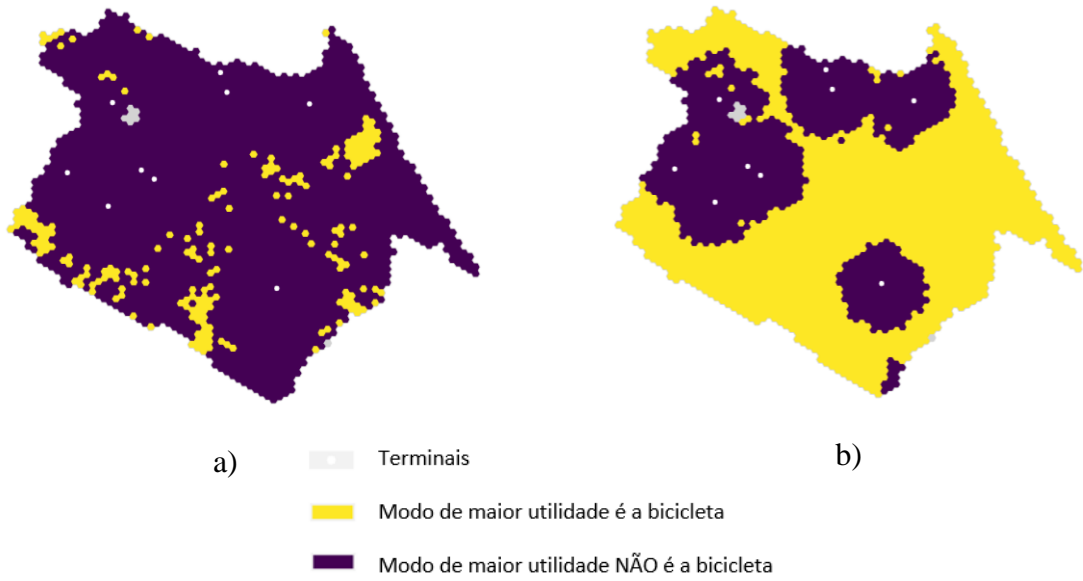 a)
b)
Terminais
Modo de maior utilidade é a bicicleta
Modo de maior utilidade NÃO é a bicicleta